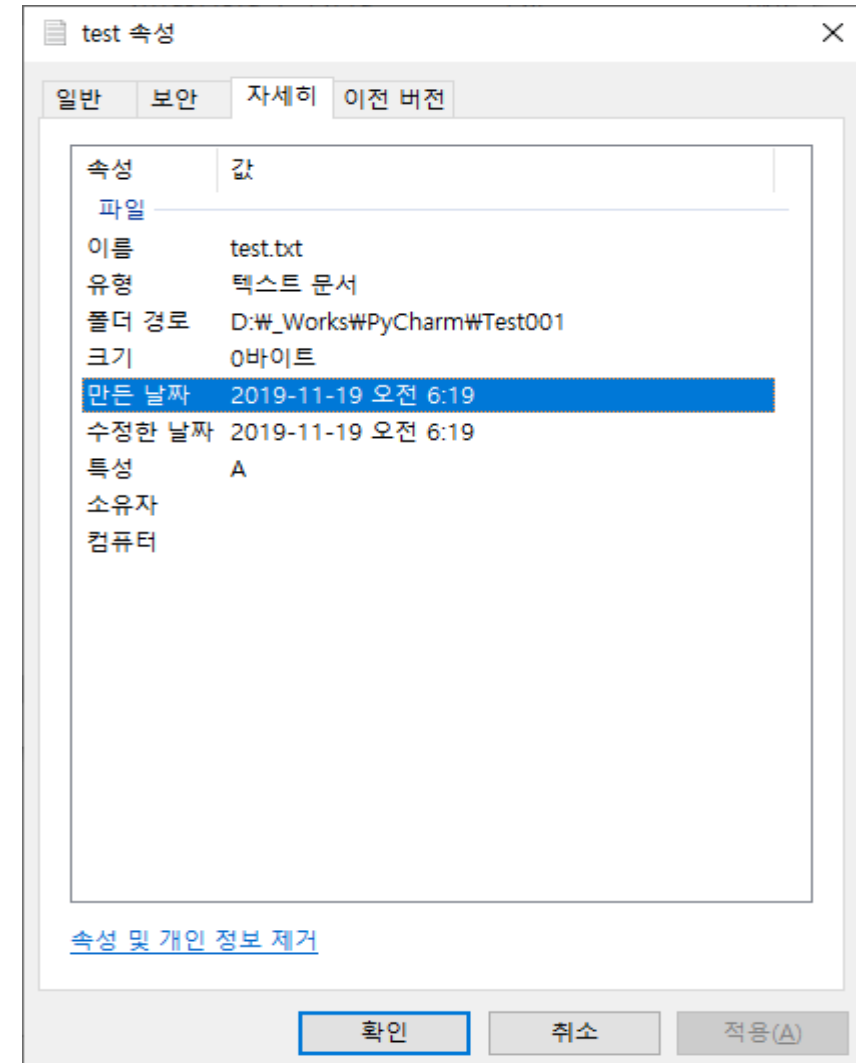 test 속성
일반 보안 자세히 이전 버전
속성 값
파일
이름 test.txt
유형 텍스트 문서
폴더 경로 D:₩_Works₩PyCharm₩Test001
크기 0바이트
만든 날짜 2019-11-19 오전 6:19
수정한 날짜 2019-11-19 오전 6:19
특성 A
소유자
컴퓨터
속성 및 개인 정보 제거
확인 취소 적용(A)